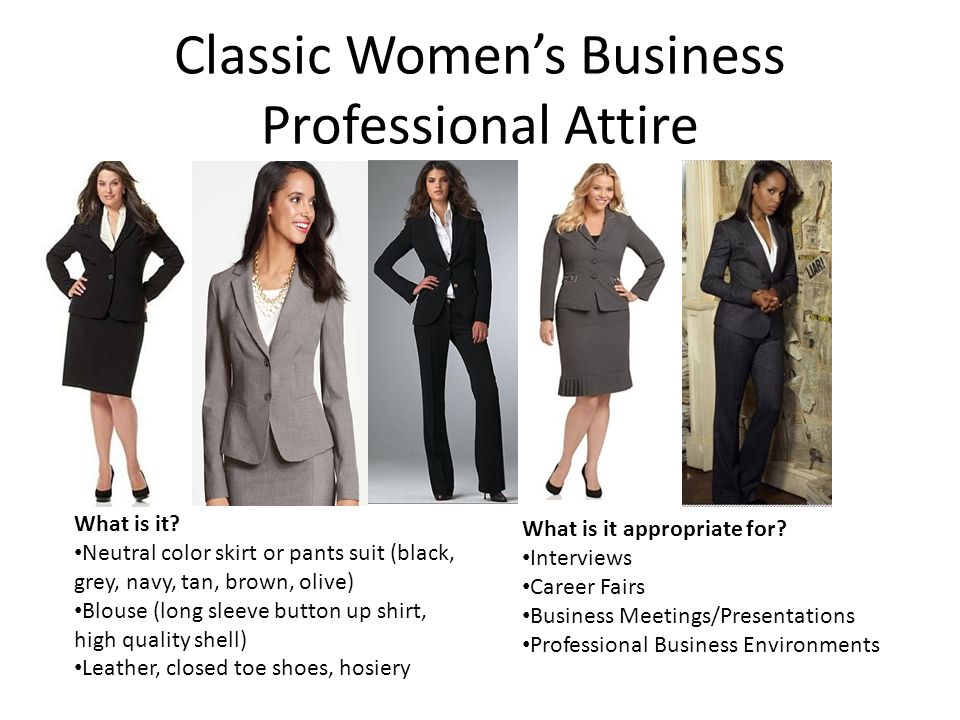 Classic Women’s Business
Professional Attire
LIAR!
What is it?
•Neutral color skirt or pants suit (black,
grey, navy, tan, brown, olive)
•Blouse (long sleeve button up shirt,
high quality shell)
•Leather, closed toe shoes, hosiery
What is it appropriate for?
•Interviews
•Career Fairs
•Business Meetings/Presentations
•Professional Business Environments